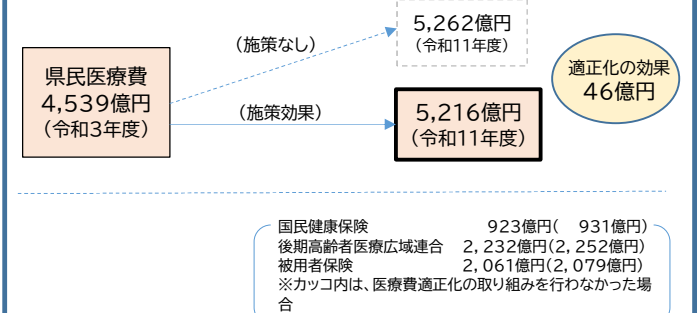 5,262億円
(令和11年度)
(施策なし)
適正化の効果
46億円
県民医療費
4,539億円
(令和3年度)
(施策効果)
5,216億円
(令和11年度)
国民健康保険 923億円( 931億円)
後期高齢者医療広域連合 2,232億円(2,252億円)
被用者保険 2,061億円(2,079億円)
※カッコ内は、医療費適正化の取り組みを行わなかった場
合